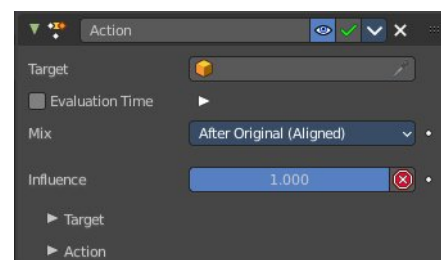 Action
Target
Evaluation Time
Mix After Original (Aligned)
Influence 1.000
Target
Action